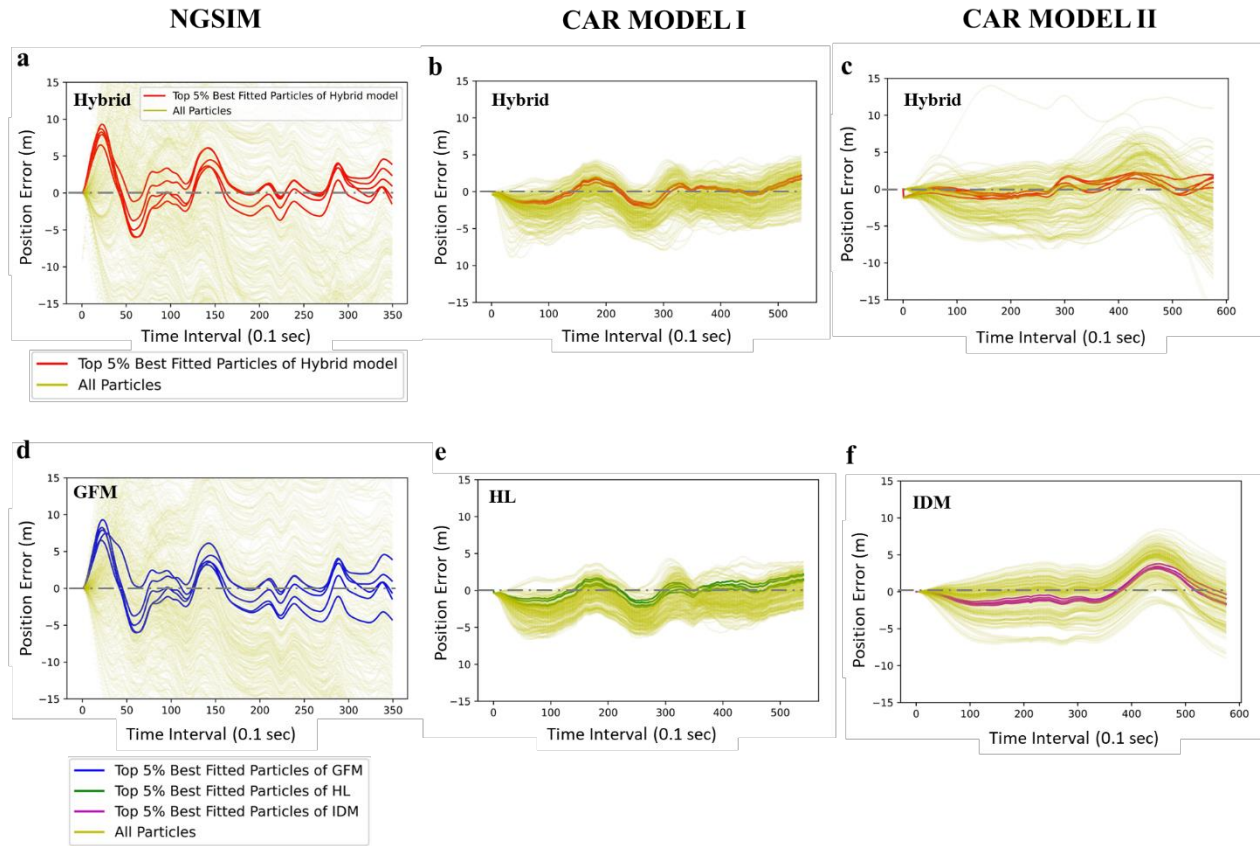 NGSIM
CAR MODEL I
CAR MODEL II
a
Hybrid
Top 5% Best Fitted Particles of Hybrid model
All Particles
Position Error (m)
15
10
5
0
−5
−10
−15
0 50 100 150 200 250 300 350
Time Interval (0.1 sec)
Top 5% Best Fitted Particles of Hybrid model
All Particles
b
Hybrid
Position Error (m)
15
10
5
0
5
10
−15
0 100 200 300 400 500
Time Interval (0.1 sec)
c
Hybrid
Position Error (m)
15
10
5
0
−5
−10
−15
0 100 200 300 400 500 600
Time Interval (0.1 sec)
d
GFM
Position Error (m)
15
10
5
0
−5
−10
−15
0 50 100 150 200 250 300 350
Time Interval (0.1 sec)
Top 5% Best Fitted Particles of GFM
Top 5% Best Fitted Particles of HL
Top 5% Best Fitted Particles of IDM
All Particles
e
HL
Position Error (m)
15
10
5
0
−5
−10
−15
0 100 200 300 400 500
Time Interval (0.1 sec)
f
IDM
Position Error (m)
15
10
5
0
−5
−10
−15
0 100 200 300 400 500 600
Time Interval (0.1 sec)